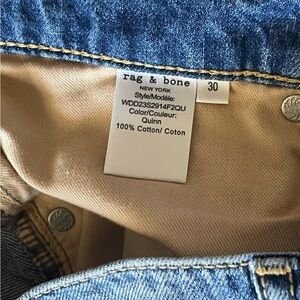 rag & bone
NEW YORK
Style/Modèle:
WDD23S2914F2QU
Color/Couleur:
Quinn
100% Cotton/ Coton
30